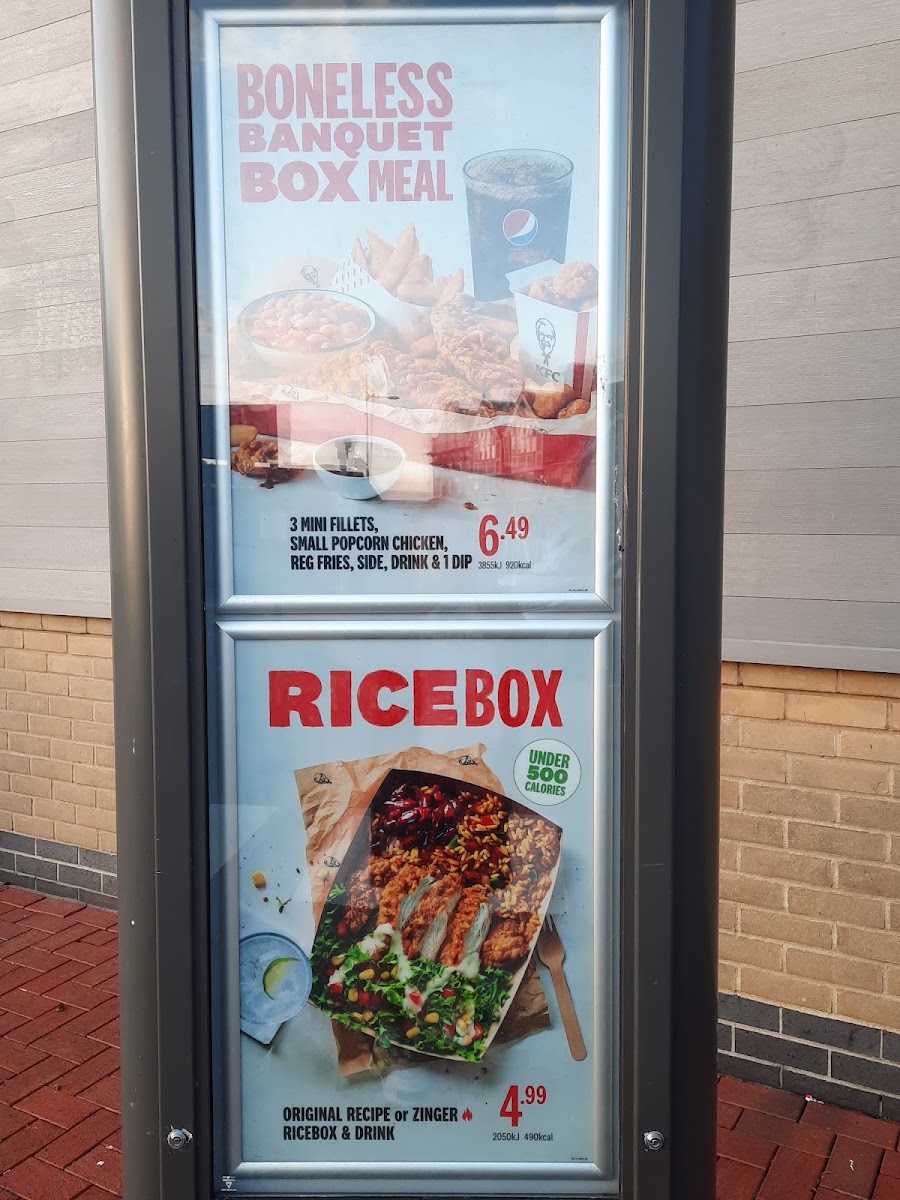 BONELESS
BANQUET
BOX MEAL
KFC
3 MINI FILLETS,
SMALL POPCORN CHICKEN,
REG FRIES, SIDE, DRINK & 1 DIP
6.49
3855kJ 920kcal
RICEBOX
UNDER
500
CALORIES
ORIGINAL RECIPE or ZINGER
RICEBOX & DRINK
4.99
2050kJ 490kcal